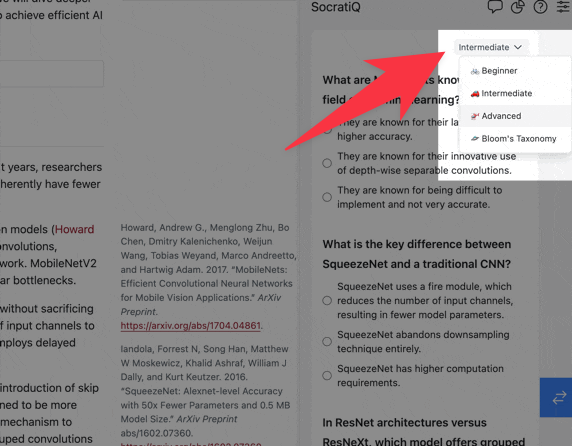 to achieve efficient AI
t years, researchers
herently have fewer
n models (Howard
onvolutions,
work. MobileNetV2
ar bottlenecks.
without sacrificing
f input channels to
mploys delayed
introduction of skip
ned to be more
mechanism to
uped convolutions
Howard, Andrew G., Menglong Zhu, Bo
Chen, Dmitry Kalenichenko, Weijun
Wang, Tobias Weyand, Marco Andreetto,
and Hartwig Adam. 2017. “MobileNets:
Efficient Convolutional Neural Networks
for Mobile Vision Applications.” ArXiv
Preprint.
https://arxiv.org/abs/1704.04861.
Iandola, Forrest N, Song Han, Matthew
W Moskewicz, Khalid Ashraf, William J
Dally, and Kurt Keutzer. 2016.
“SqueezeNet: Alexnet-level Accuracy
with 50x Fewer Parameters and 0.5 MB
Model Size.” ArXiv Preprint
abs/1602.07360.
SocratiQ
Intermediate
Beginner
Intermediate
Advanced
Bloom's Taxonomy
What are M ts know
field earning?
They are known for their la
higher accuracy.
They are known for their innovative use
of depth-wise separable convolutions.
They are known for being difficult to
implement and not very accurate.
What is the key difference between
SqueezeNet and a traditional CNN?
SqueezeNet uses a fire module, which
reduces the number of input channels,
resulting in fewer model parameters.
SqueezeNet abandons downsampling
technique entirely.
SqueezeNet has higher computation
requirements.
In ResNet architectures versus
ResNeXt, which model offers grouped